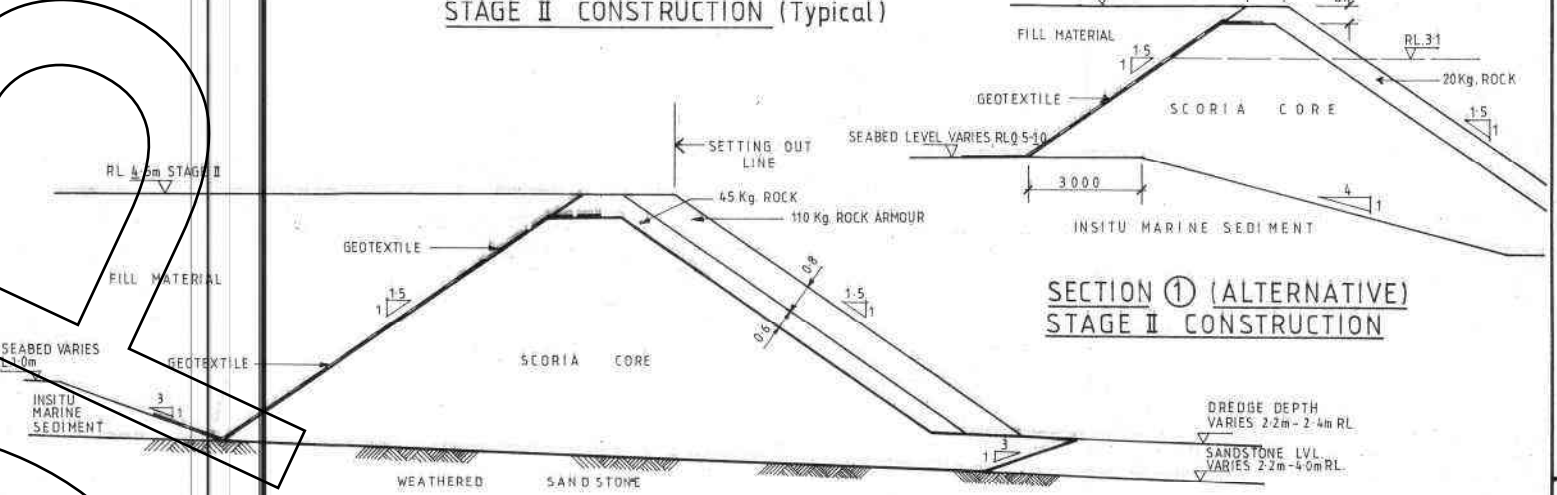 STAGE II CONSTRUCTION (Typical)
FILL MATERIAL
1·5
1
RL.3·1
20Kg. ROCK
GEOTEXTILE
SCORIA CORE
1·5
1
SEABED LEVEL VARIES RL0·5-1·0
3000
4
1
INSITU MARINE SEDIMENT
SECTION 1 (ALTERNATIVE)
STAGE II CONSTRUCTION
SETTING OUT
LINE
RL 4·5m STAGE II
45 Kg. ROCK
110 Kg. ROCK ARMOUR
GEOTEXTILE
FILL MATERIAL
1·5
1
0·8
0·6
1·5
1
SEABED VARIES
1·0m
GEOTEXTILE
SCORIA CORE
INSITU
MARINE
SEDIMENT
3
1
DREDGE DEPTH
VARIES 2·2m - 2·4m RL
SANDSTONE LVL.
VARIES 2·2m-4·0m RL.
3
1
WEATHERED SANDSTONE